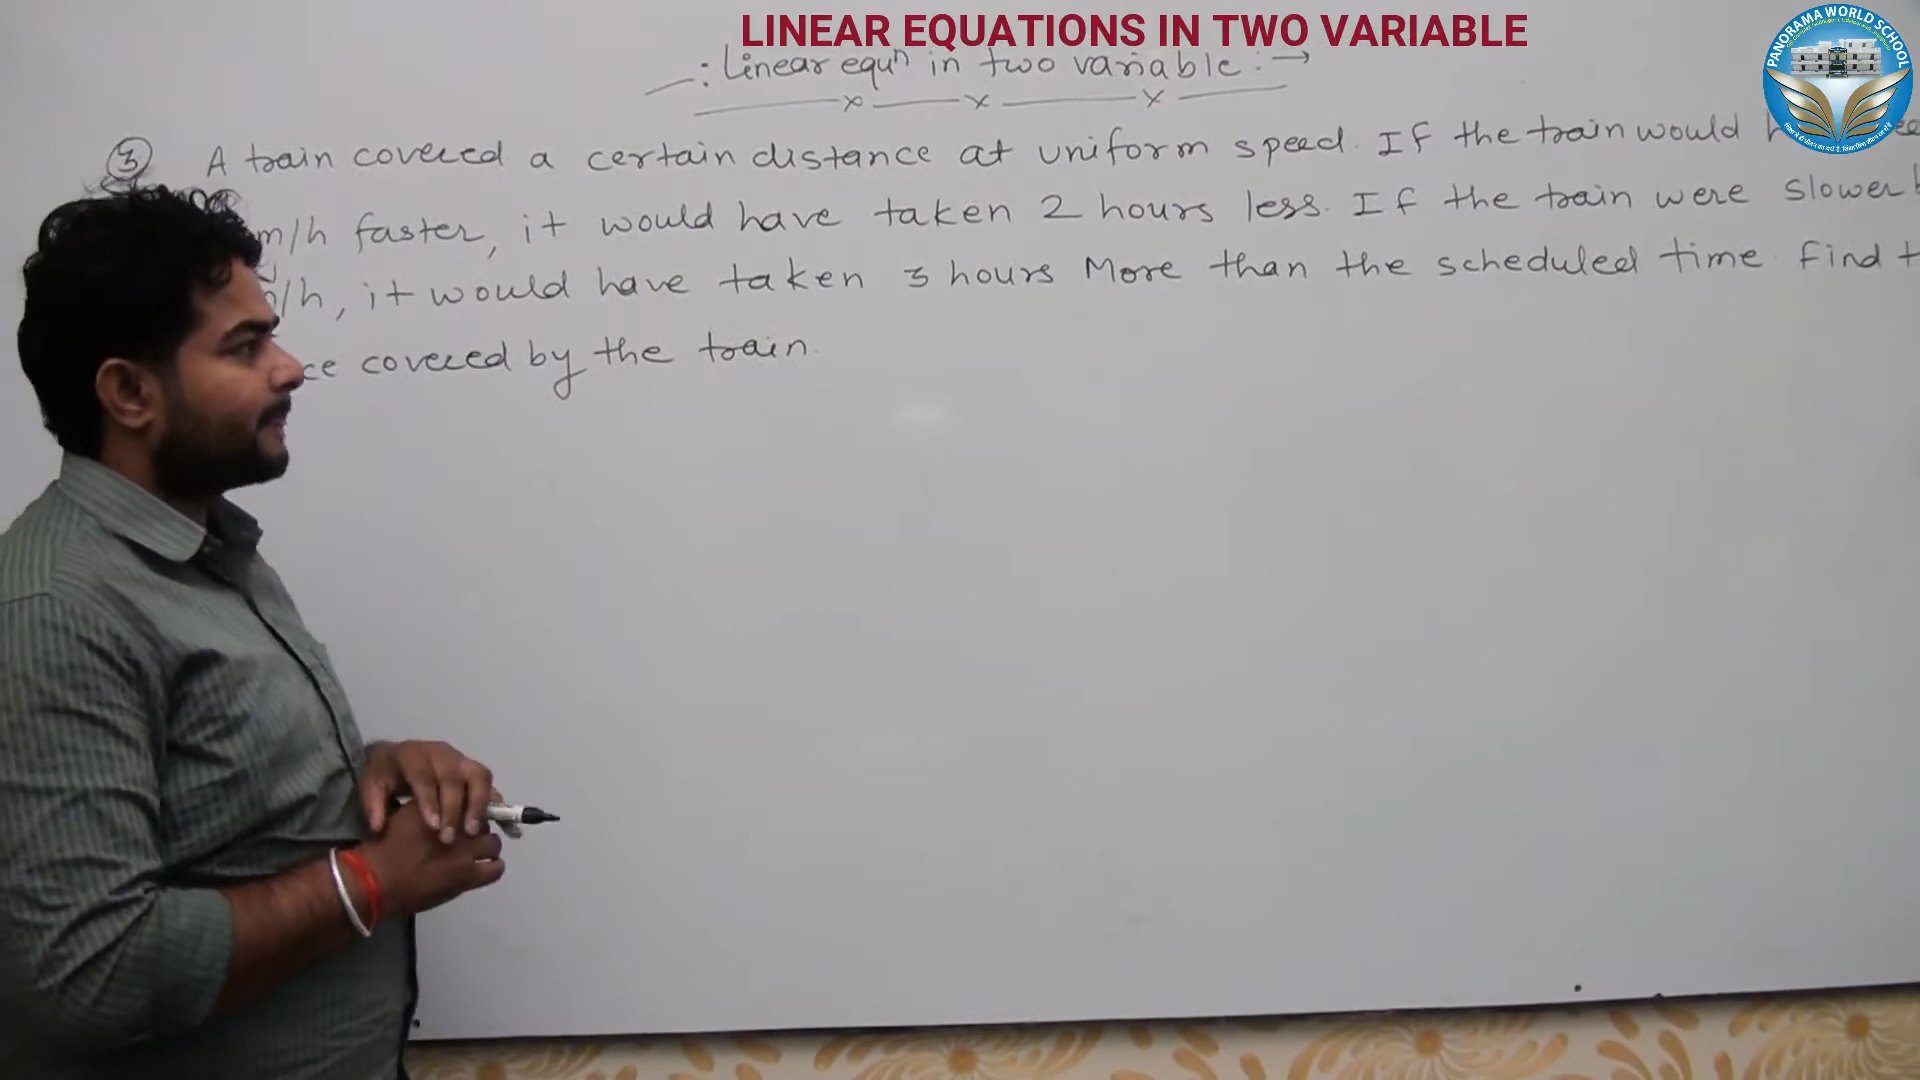 LINEAR EQUATIONS IN TWO VARIABLE
PANORAMA WORLD SCHOOL
-: Linear equⁿ in two variable :→
③ A train covered a certain distance at uniform speed. If the train would
m/h faster, it would have taken 2 hours less. If the train were slower
/h, it would have taken 3 hours More than the scheduled time. Find
ce covered by the train.